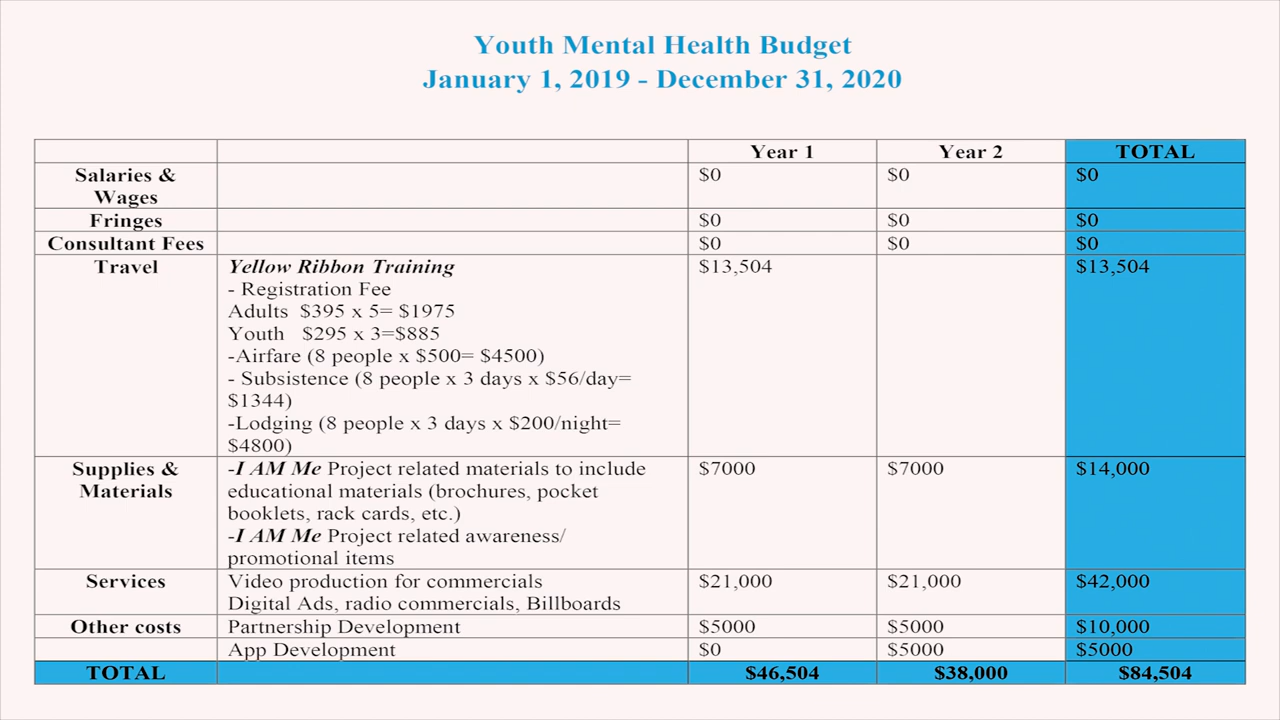 Youth Mental Health Budget
January 1, 2019 - December 31, 2020
Year 1 Year 2 TOTAL
Salaries & $0 $0 $0
Wages
Fringes $0 $0 $0
Consultant Fees $0 $0 $0
Travel Yellow Ribbon Training $13,504 $13,504
- Registration Fee
Adults $395 x 5= $1975
Youth $295 x 3=$885
-Airfare (8 people x $500= $4500)
- Subsistence (8 people x 3 days x $56/day=
$1344)
-Lodging (8 people x 3 days x $200/night=
$4800)
Supplies & -I AM Me Project related materials to include $7000 $7000 $14,000
Materials educational materials (brochures, pocket
booklets, rack cards, etc.)
-I AM Me Project related awareness/
promotional items
Services Video production for commercials $21,000 $21,000 $42,000
Digital Ads, radio commercials, Billboards
Other costs Partnership Development $5000 $5000 $10,000
App Development $0 $5000 $5000
TOTAL $46,504 $38,000 $84,504